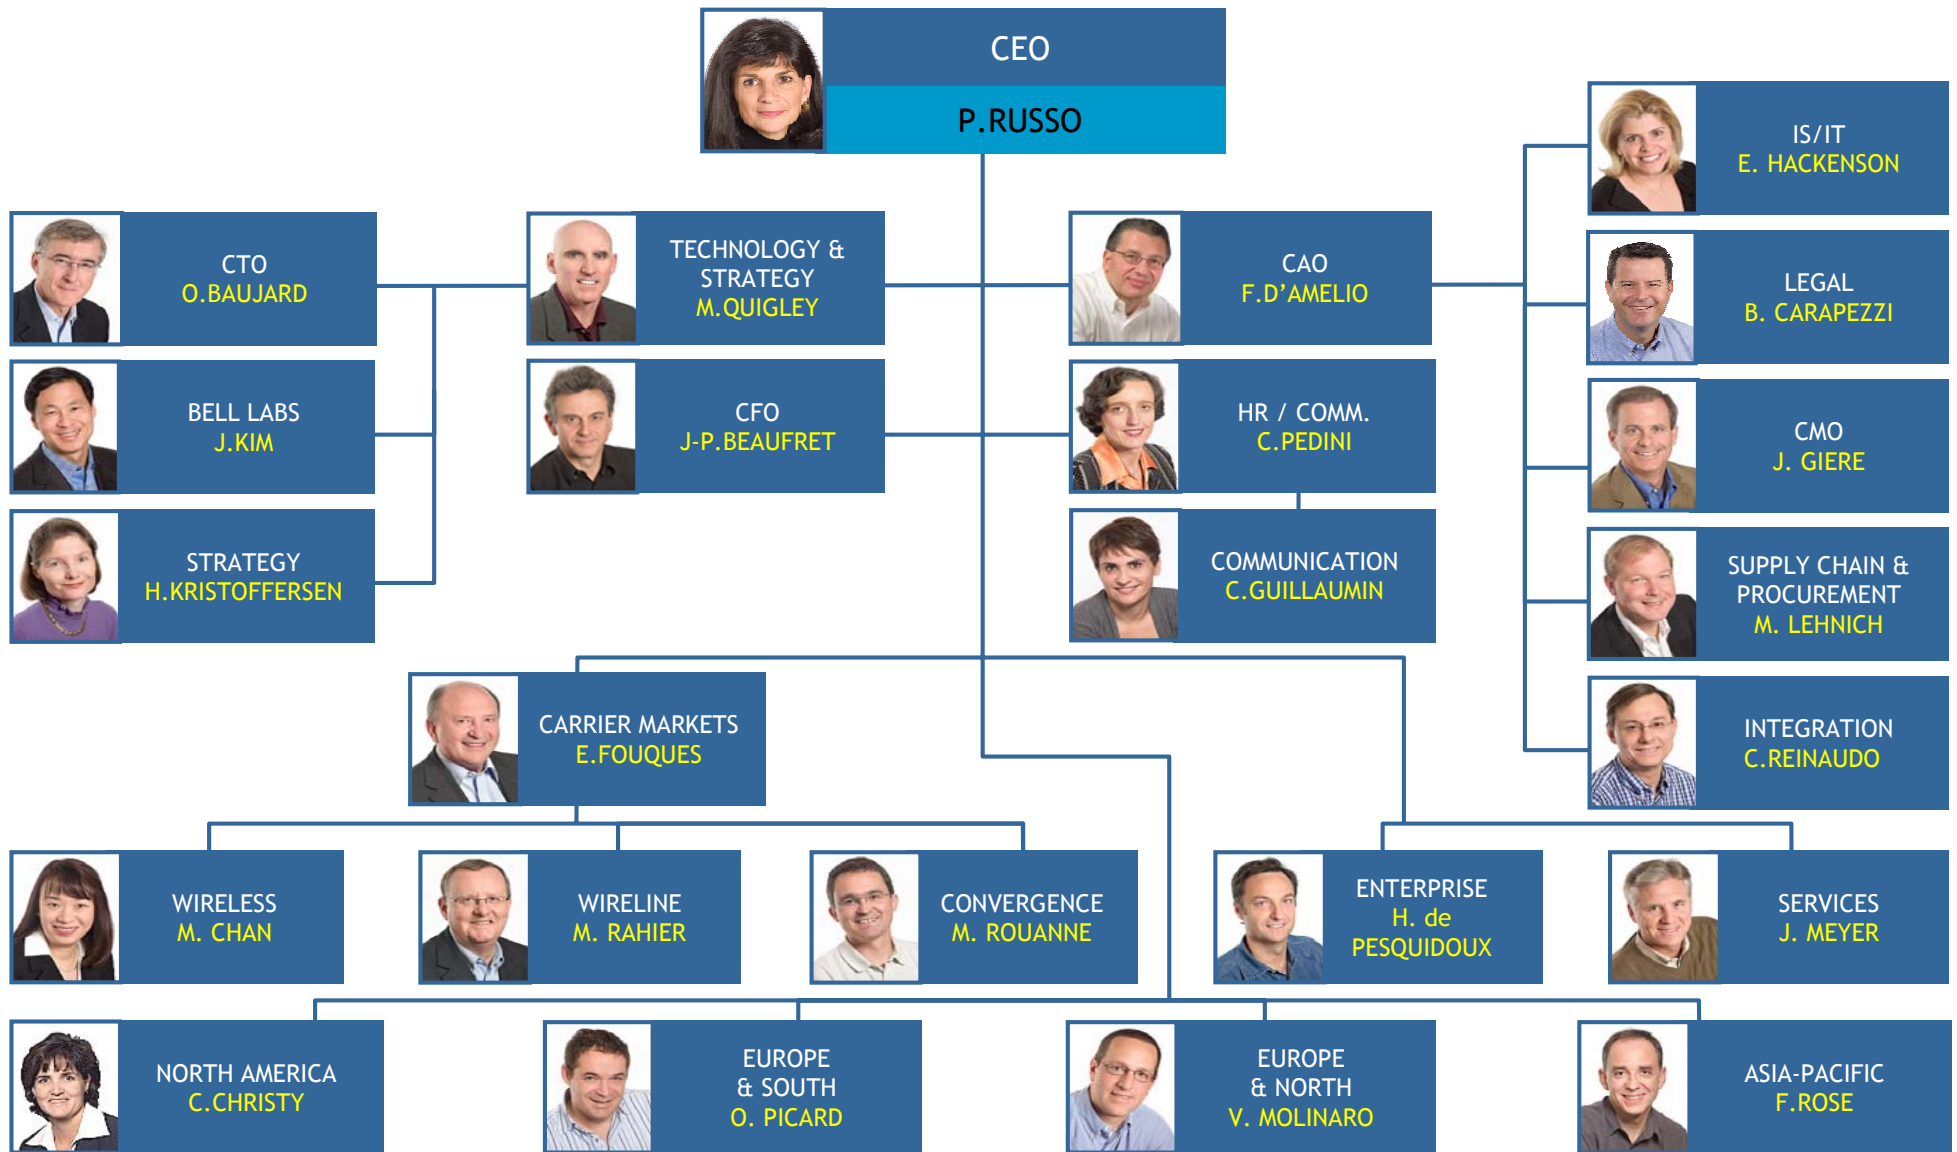 CEO
P.RUSSO
IS/IT
E. HACKENSON
CTO
O.BAUJARD
TECHNOLOGY &
STRATEGY
M.QUIGLEY
CAO
F.D’AMELIO
LEGAL
B. CARAPEZZI
BELL LABS
J.KIM
CFO
J-P.BEAUFRET
HR / COMM.
C.PEDINI
CMO
J. GIERE
STRATEGY
H.KRISTOFFERSEN
COMMUNICATION
C.GUILLAUMIN
SUPPLY CHAIN &
PROCUREMENT
M. LEHNICH
CARRIER MARKETS
E.FOUQUES
INTEGRATION
C.REINAUDO
WIRELESS
M. CHAN
WIRELINE
M. RAHIER
CONVERGENCE
M. ROUANNE
ENTERPRISE
H. de
PESQUIDOUX
SERVICES
J. MEYER
NORTH AMERICA
C.CHRISTY
EUROPE
& SOUTH
O. PICARD
EUROPE
& NORTH
V. MOLINARO
ASIA-PACIFIC
F.ROSE